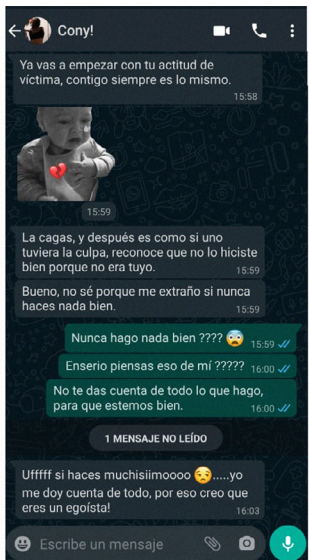 Cony!
Ya vas a empezar con tu actitud de
víctima, contigo siempre es lo mismo.
15:58
15:59
La cagas, y después es como si uno
tuviera la culpa, reconoce que no lo hiciste
bien porque no era tuyo.
15:59
Bueno, no sé porque me extraño si nunca
haces nada bien.
15:59
Nunca hago nada bien ???? 😨 15:59
Enserio piensas eso de mí ????? 16:00
No te das cuenta de todo lo que hago,
para que estemos bien.
16:00
1 MENSAJE NO LEÍDO
Ufffff si haces muchisiimoooo 😒.....yo
me doy cuenta de todo, por eso creo que
eres un egoísta!
16:03
Escribe un mensaje